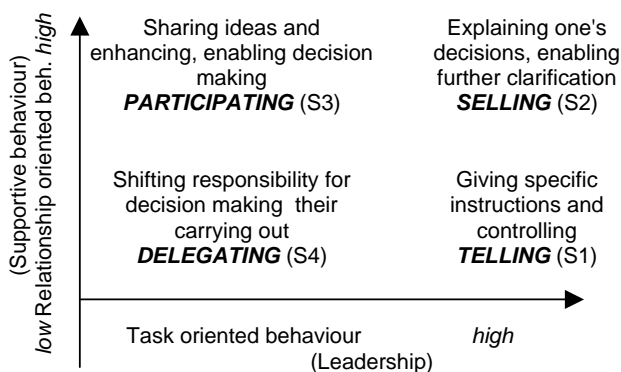 (Supportive behaviour)
low Relationship oriented beh. high
Sharing ideas and
enhancing, enabling decision
making
PARTICIPATING (S3)
Explaining one's
decisions, enabling
further clarification
SELLING (S2)
Shifting responsibility for
decision making their
carrying out
DELEGATING (S4)
Giving specific
instructions and
controlling
TELLING (S1)
Task oriented behaviour high
(Leadership)